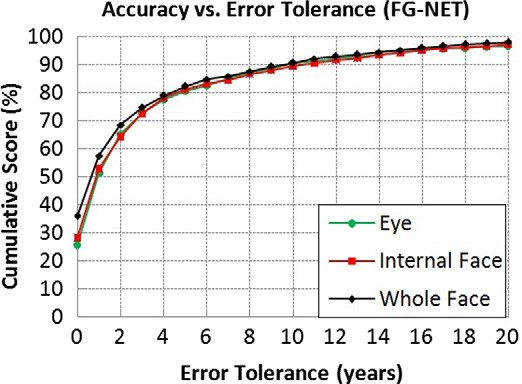 Accuracy vs. Error Tolerance (FG-NET)
Cumulative Score (%)
100
90
80
70
60
50
40
30
20
10
0
Eye
Internal Face
Whole Face
0 2 4 6 8 10 12 14 16 18 20
Error Tolerance (years)